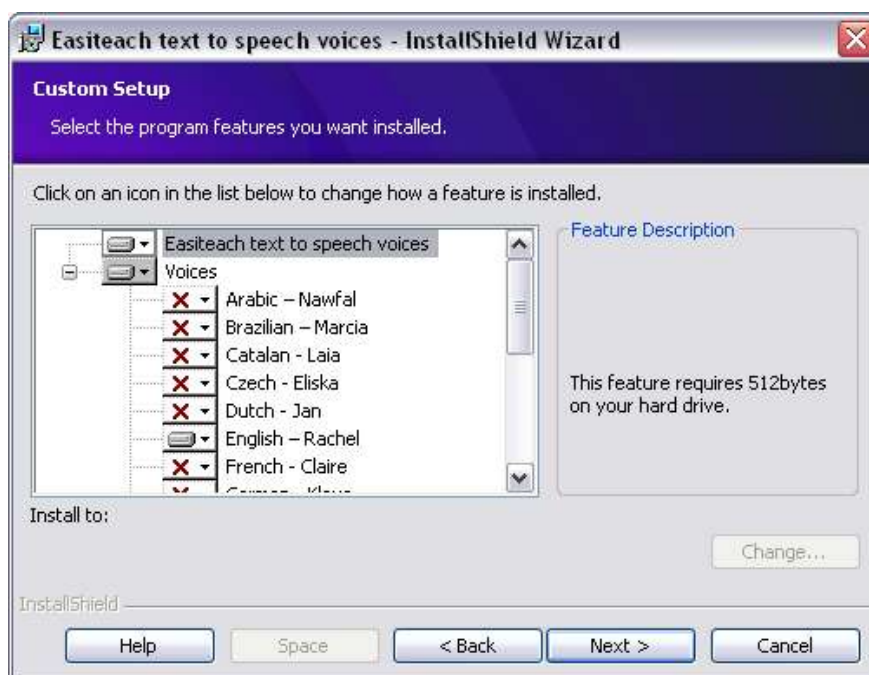 Easiteach text to speech voices - InstallShield Wizard
Custom Setup
Select the program features you want installed.
Click on an icon in the list below to change how a feature is installed.
Easiteach text to speech voices
Voices
Arabic – Nawfal
Brazilian – Marcia
Catalan - Laia
Czech - Eliska
Dutch - Jan
English – Rachel
French - Claire
Feature Description
This feature requires 512bytes
on your hard drive.
Install to:
Change...
InstallShield
Help
Space
< Back
Next >
Cancel